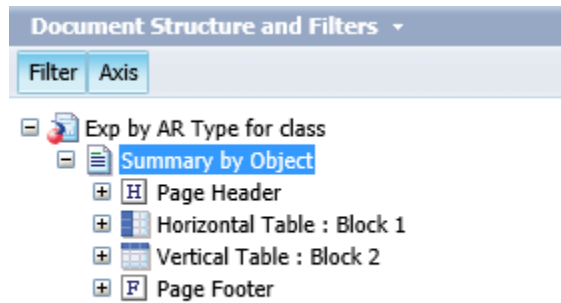 Document Structure and Filters
Filter Axis
Exp by AR Type for class
Summary by Object
H Page Header
Horizontal Table : Block 1
Vertical Table : Block 2
F Page Footer